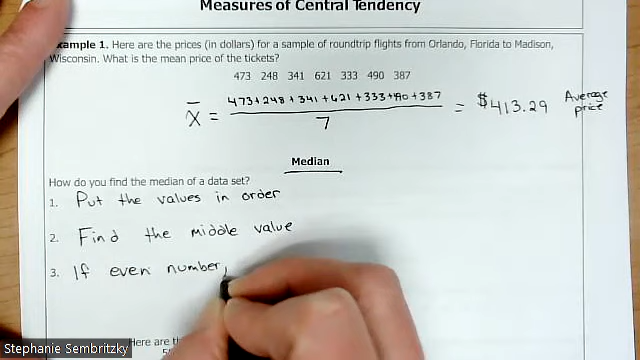 Measures of Central Tendency
xample 1. Here are the prices (in dollars) for a sample of roundtrip flights from Orlando, Florida to Madison,
Wisconsin. What is the mean price of the tickets?
473 248 341 621 333 490 387
x̄ = 473+248+341+621+333+490+387 / 7 = $413.29 Average price
Median
How do you find the median of a data set?
1. Put the values in order
2. Find the middle value
3. If even number,
Here are t
Stephanie Sembritzky